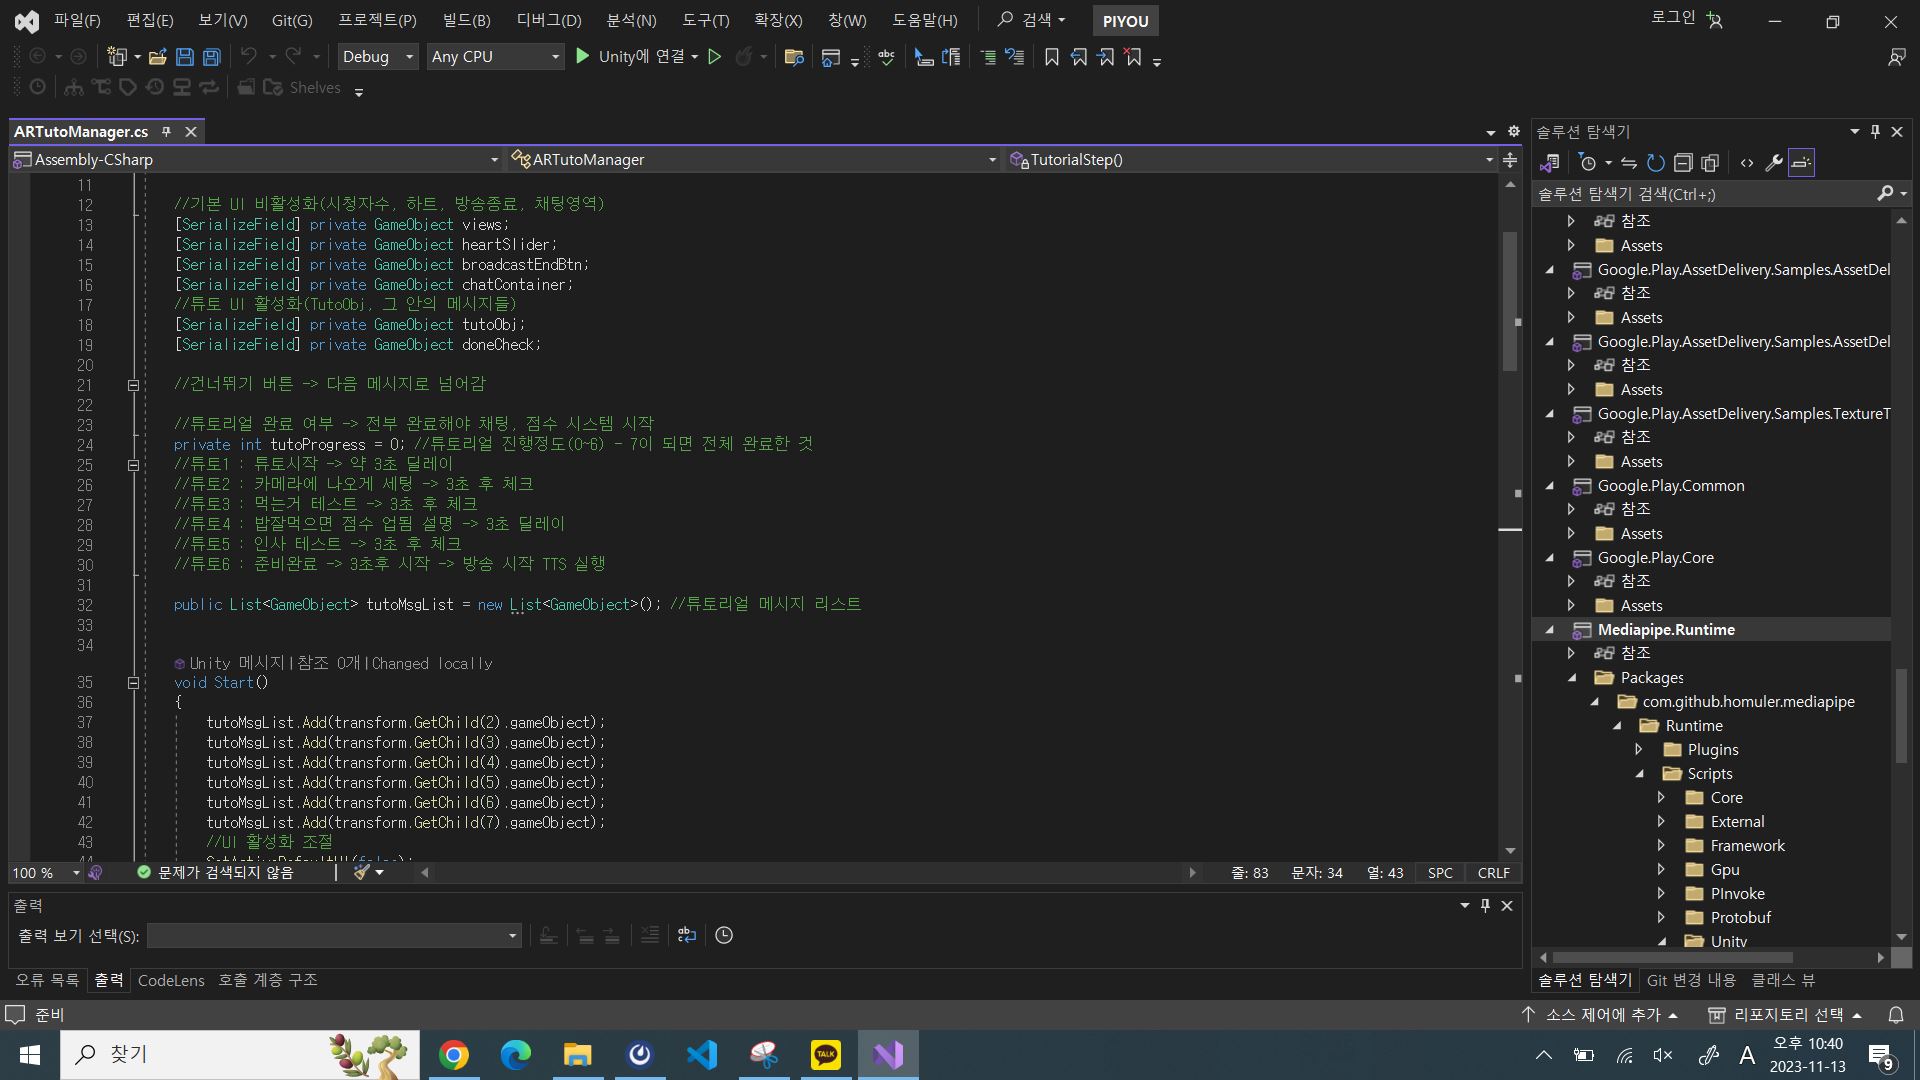 파일(F) 편집(E) 보기(V) Git(G) 프로젝트(P) 빌드(B) 디버그(D) 분석(N) 도구(T) 확장(X) 창(W) 도움말(H) 검색 PIYOU 로그인
Debug Any CPU Unity에 연결
Shelves
ARTutoManager.cs
Assembly-CSharp ARTutoManager TutorialStep()
11
12 //기본 UI 비활성화(시청자수, 하트, 방송종료, 채팅영역)
13 [SerializeField] private GameObject views;
14 [SerializeField] private GameObject heartSlider;
15 [SerializeField] private GameObject broadcastEndBtn;
16 [SerializeField] private GameObject chatContainer;
17 //튜토 UI 활성화(TutoObj, 그 안의 메시지들)
18 [SerializeField] private GameObject tutoObj;
19 [SerializeField] private GameObject doneCheck;
20
21 //건너뛰기 버튼 -> 다음 메시지로 넘어감
22
23 //튜토리얼 완료 여부 -> 전부 완료해야 채팅, 점수 시스템 시작
24 private int tutoProgress = 0; //튜토리얼 진행정도(0~6) - 7이 되면 전체 완료한 것
25 //튜토1 : 튜토시작 -> 약 3초 딜레이
26 //튜토2 : 카메라에 나오게 세팅 -> 3초 후 체크
27 //튜토3 : 먹는거 테스트 -> 3초 후 체크
28 //튜토4 : 밥잘먹으면 점수 업됨 설명 -> 3초 딜레이
29 //튜토5 : 인사 테스트 -> 3초 후 체크
30 //튜토6 : 준비완료 -> 3초후 시작 -> 방송 시작 TTS 실행
31
32 public List<GameObject> tutoMsgList = new List<GameObject>(); //튜토리얼 메시지 리스트
33
34
Unity 메시지|참조 0개|Changed locally
35 void Start()
36 {
37 tutoMsgList.Add(transform.GetChild(2).gameObject);
38 tutoMsgList.Add(transform.GetChild(3).gameObject);
39 tutoMsgList.Add(transform.GetChild(4).gameObject);
40 tutoMsgList.Add(transform.GetChild(5).gameObject);
41 tutoMsgList.Add(transform.GetChild(6).gameObject);
42 tutoMsgList.Add(transform.GetChild(7).gameObject);
43 //UI 활성화 조절
44 SetActiveDefaultUI(false);
100 % 문제가 검색되지 않음 줄: 83 문자: 34 열: 43 SPC CRLF
출력
출력 보기 선택(S):
오류 목록 출력 CodeLens 호출 계층 구조
솔루션 탐색기
솔루션 탐색기 검색(Ctrl+;)
참조
Assets
Google.Play.AssetDelivery.Samples.AssetDel
참조
Assets
Google.Play.AssetDelivery.Samples.AssetDel
참조
Assets
Google.Play.AssetDelivery.Samples.TextureT
참조
Assets
Google.Play.Common
참조
Assets
Google.Play.Core
참조
Assets
Mediapipe.Runtime
참조
Packages
com.github.homuler.mediapipe
Runtime
Plugins
Scripts
Core
External
Framework
Gpu
PInvoke
Protobuf
Unity
솔루션 탐색기 Git 변경 내용 클래스 뷰
준비 소스 제어에 추가 리포지토리 선택
찾기 TALK A 오후 10:40
2023-11-13 9